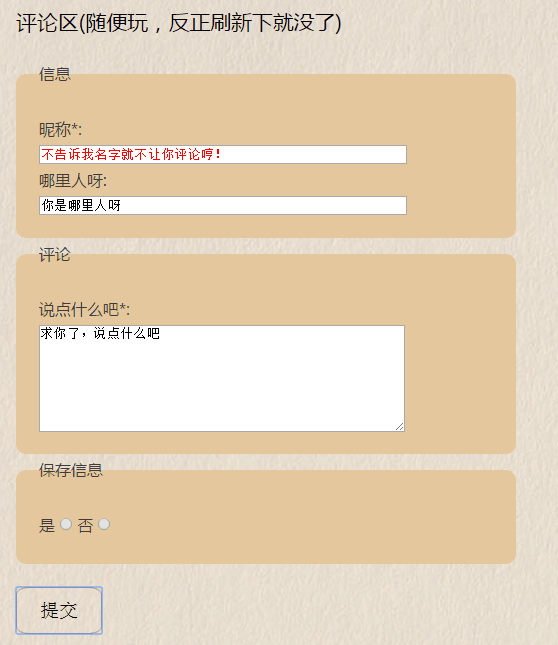 评论区(随便玩，反正刷新下就没了)
信息
昵称*:
不告诉我名字就不让你评论哼!
哪里人呀:
你是哪里人呀
评论
说点什么吧*:
求你了，说点什么吧
保存信息
是 否
提交